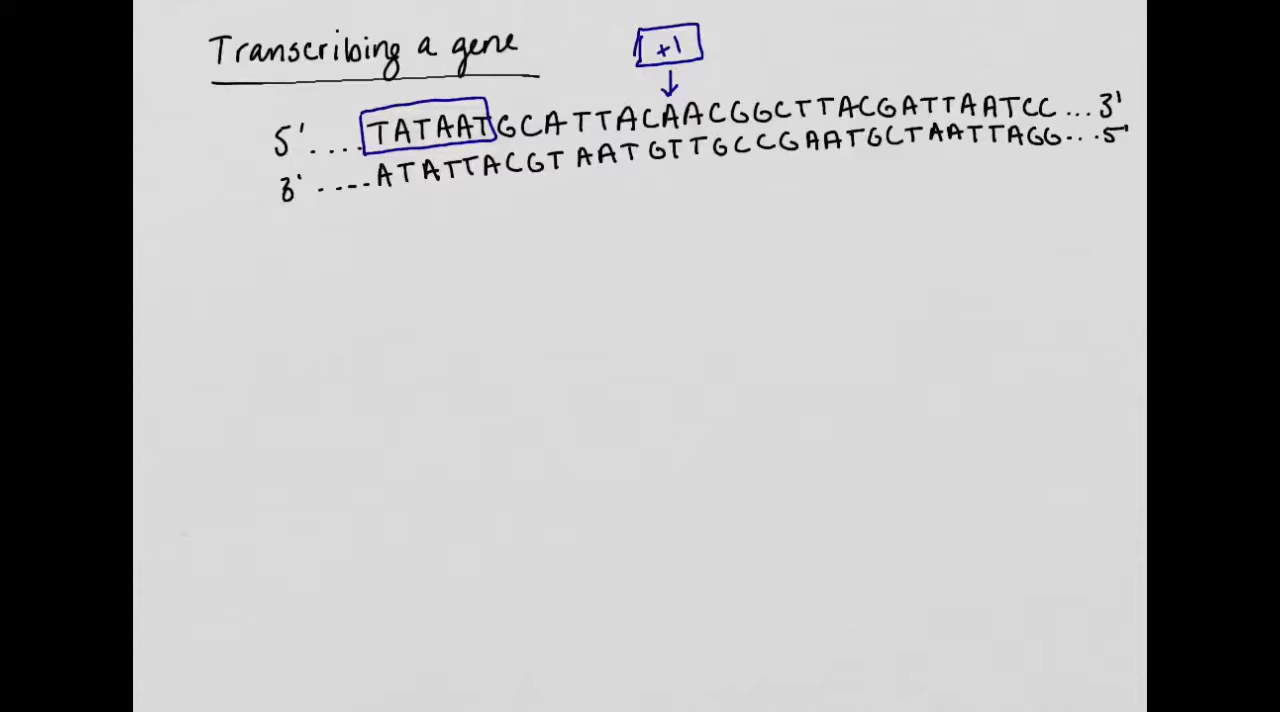 Transcribing a gene
+1
5'....TATAATGCATTACAACGGCTTACGATTAATCC...3'
3'.----ATATTACGTAATGTTGCCGAATGCTAATTAGG...5'